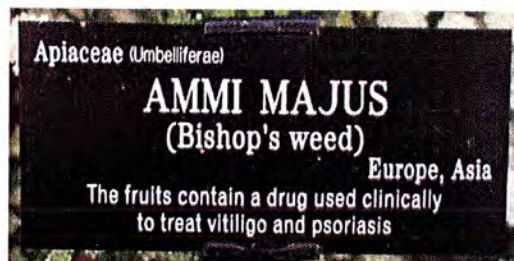 Apiaceae (Umbelliferae)
AMMI MAJUS
(Bishop's weed)
Europe, Asia
The fruits contain a drug used clinically
to treat vitiligo and psoriasis